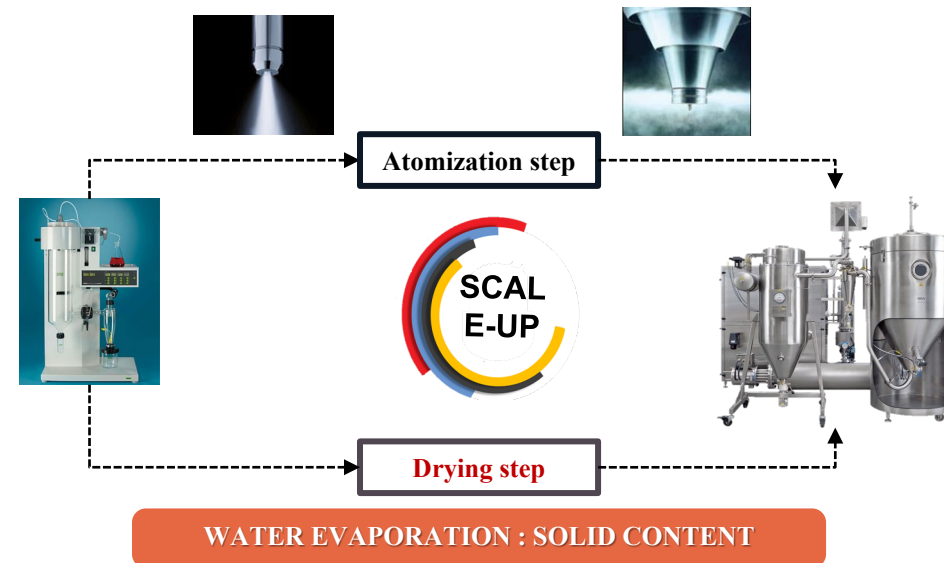 Atomization step
SCAL
E-UP
Drying step
WATER EVAPORATION : SOLID CONTENT